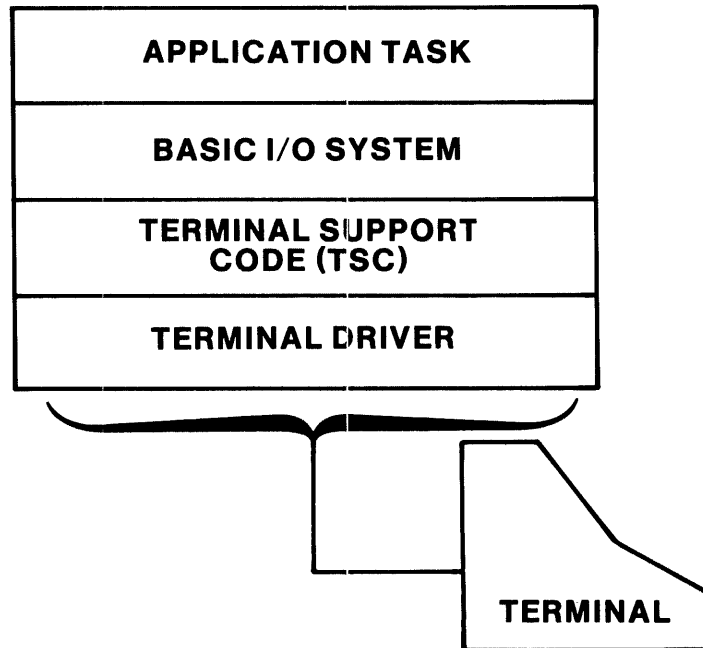 APPLICATION TASK
BASIC I/O SYSTEM
TERMINAL SUPPORT
CODE (TSC)
TERMINAL DRIVER
TERMINAL